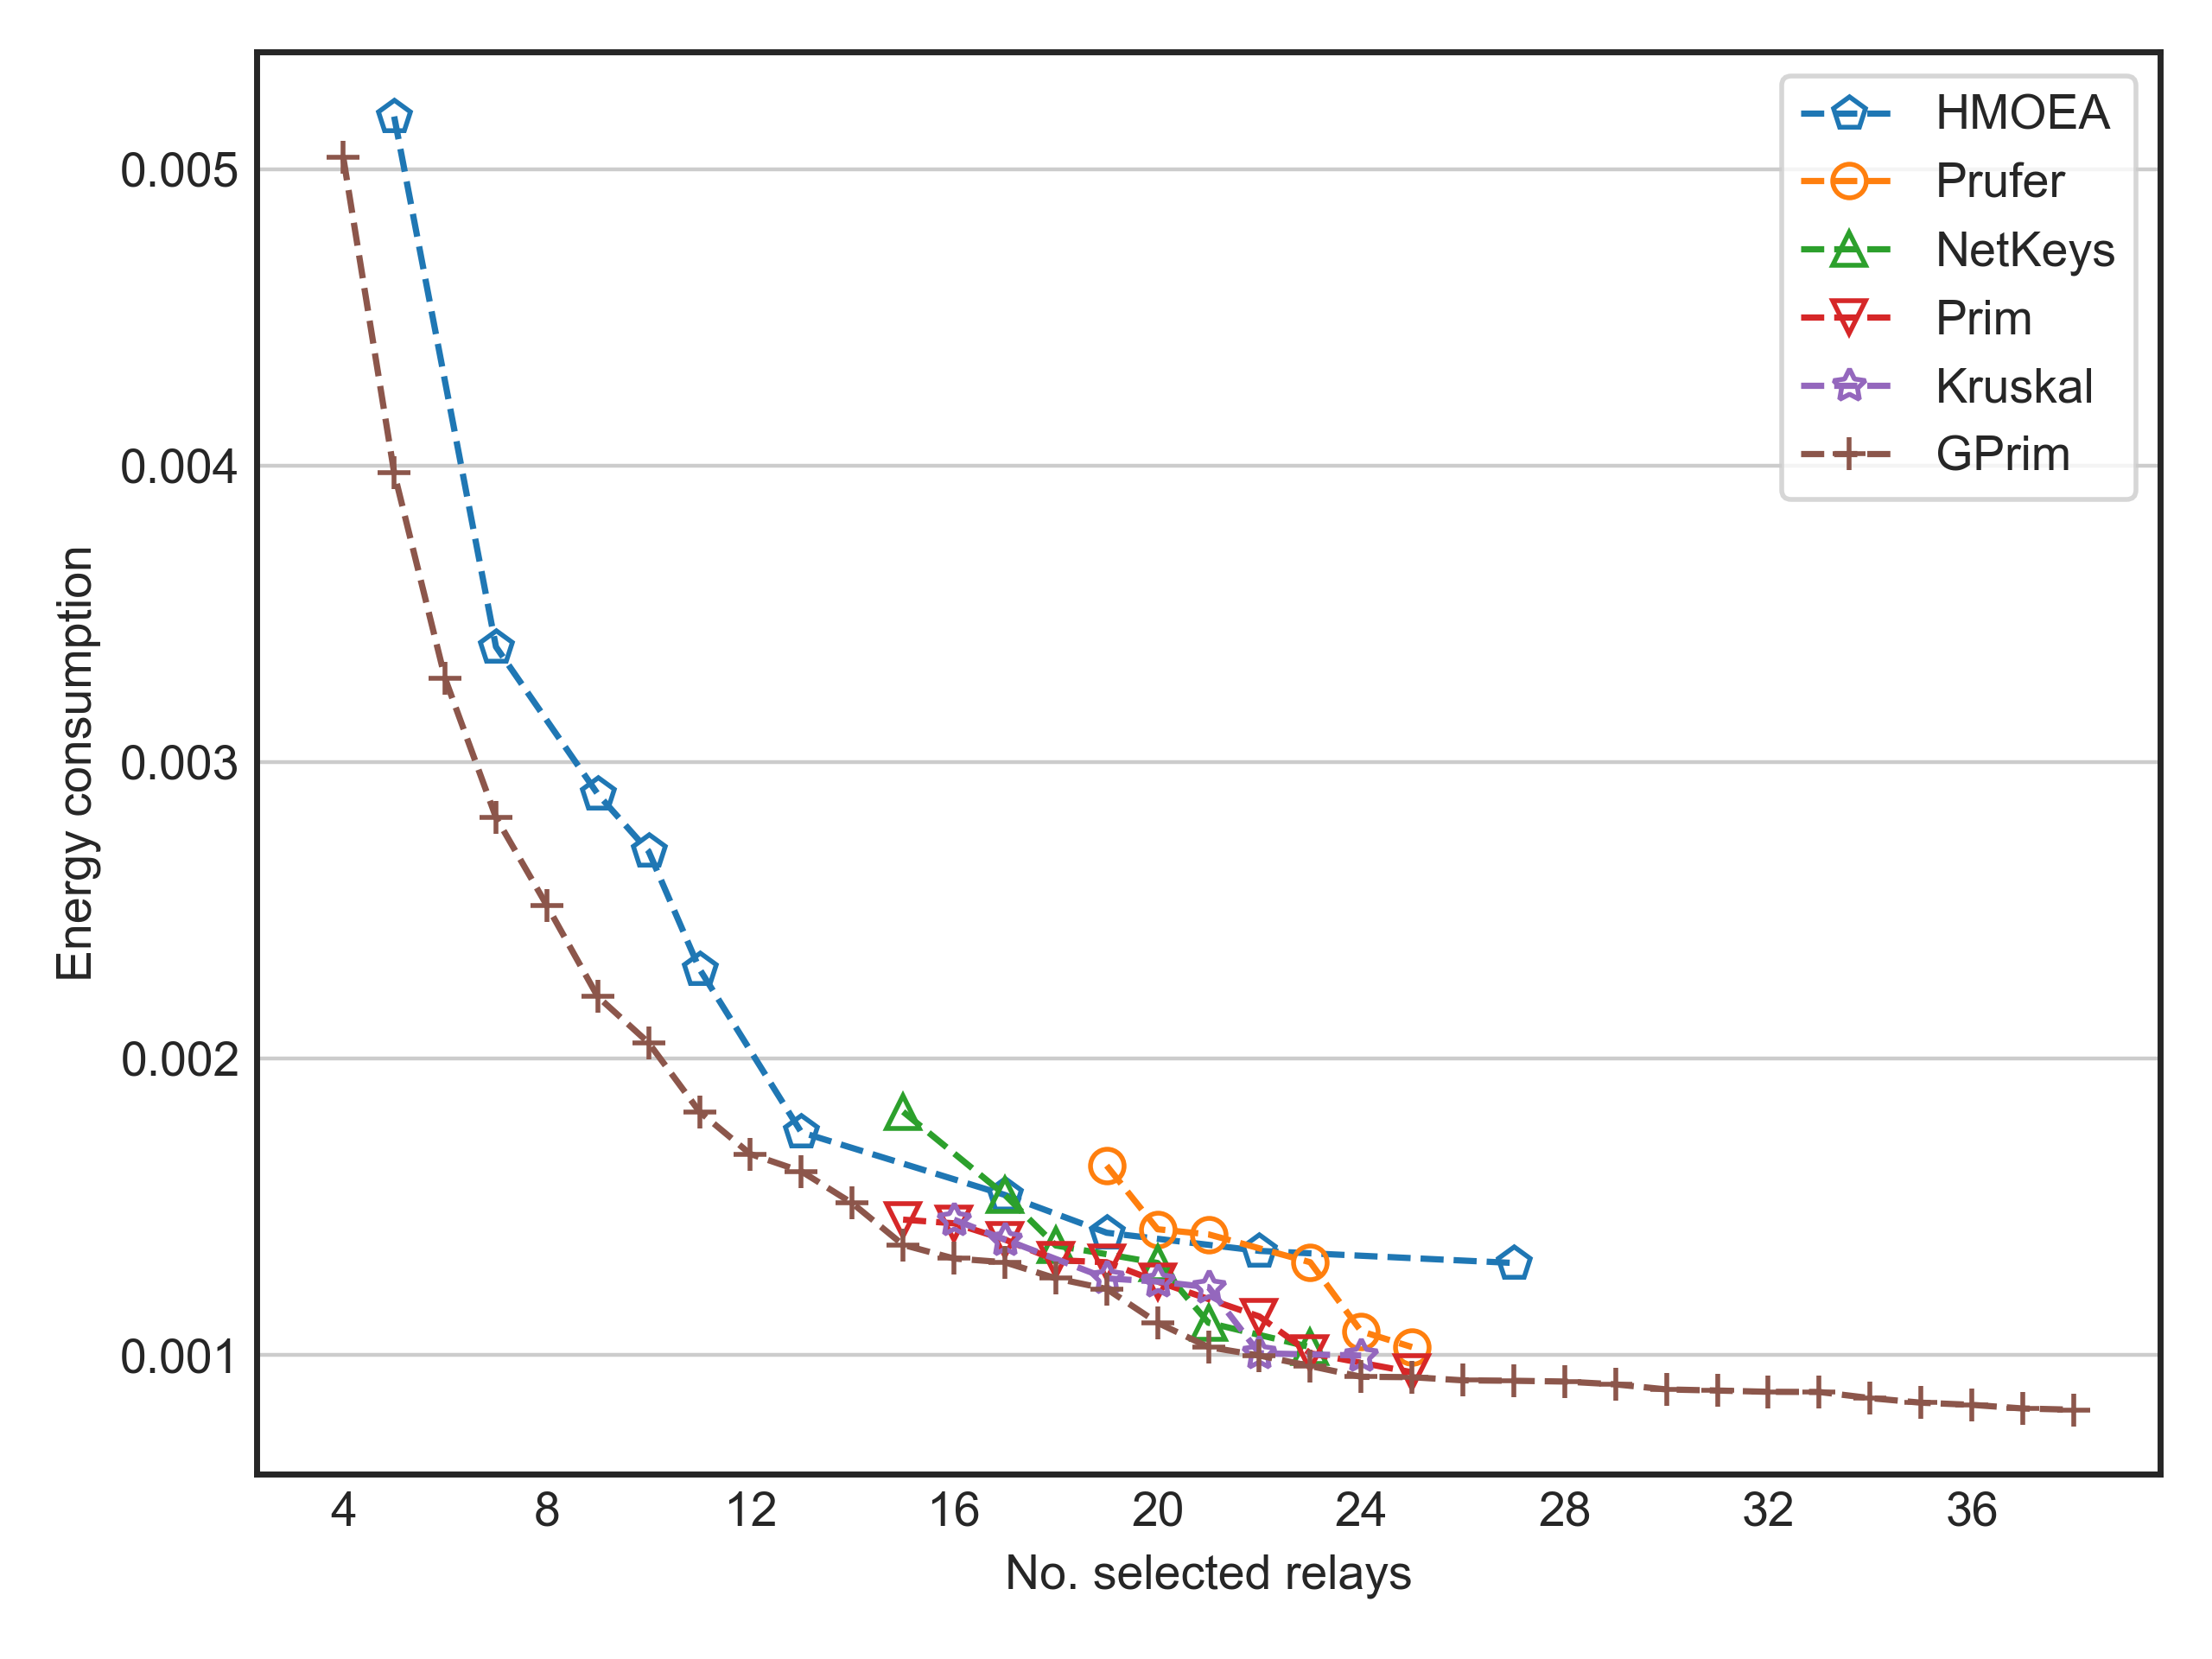 HMOEA
Prufer
NetKeys
Prim
Kruskal
GPrim
0.005
0.004
0.003
0.002
0.001
Energy consumption
4 8 12 16 20 24 28 32 36
No. selected relays